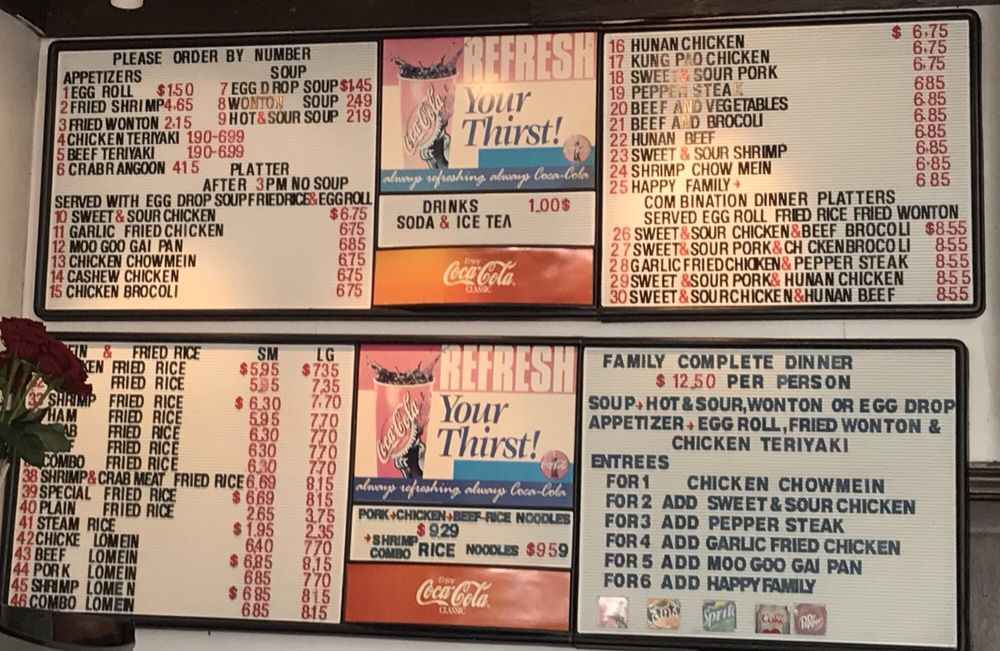 PLEASE ORDER BY NUMBER
APPETIZERS
1 EGG ROLL $1.50
2 FRIED SHRIMP 4.65
3 FRIED WONTON 2.15
4 CHICKEN TERIYAKI 1.90-6.99
5 BEEF TERIYAKI 1.90-6.99
6 CRAB RANGOON 4.15
SOUP
7 EGG DROP SOUP $1.45
8 WONTON SOUP 2.49
9 HOT & SOUR SOUP 2.19
PLATTER
AFTER 3 PM NO SOUP
SERVED WITH EGG DROP SOUP FRIED RICE & EGG ROLL
10 SWEET & SOUR CHICKEN $6.75
11 GARLIC FRIED CHICKEN 6.75
12 MOO GOO GAI PAN 6.85
13 CHICKEN CHOWMEIN 6.75
14 CASHEW CHICKEN 6.75
15 CHICKEN BROCOLI 6.75
REFRESH
Your
Thirst!
Coca-Cola
always refreshing, always Coca-Cola
DRINKS 1.00$
SODA & ICE TEA
Enjoy
Coca-Cola
CLASSIC
16 HUNAN CHICKEN $ 6.75
17 KUNG PAO CHICKEN 6.75
18 SWEET & SOUR PORK 6.75
19 PEPPER STEAK 6.85
20 BEEF AND VEGETABLES 6.85
21 BEEF AND BROCOLI 6.85
22 HUNAN BEEF 6.85
23 SWEET & SOUR SHRIMP 6.85
24 SHRIMP CHOW MEIN 6.85
25 HAPPY FAMILY 6.85
COMBINATION DINNER PLATTERS
SERVED EGG ROLL FRIED RICE FRIED WONTON
26 SWEET & SOUR CHICKEN & BEEF BROCOLI $8.55
27 SWEET & SOUR PORK & CH CKEN BROCOLI 8.55
28 GARLIC FRIED CHICKEN & PEPPER STEAK 8.55
29 SWEET & SOUR PORK & HUNAN CHICKEN 8.55
30 SWEET & SOUR CHICKEN & HUNAN BEEF 8.55
& FRIED RICE SM LG
FRIED RICE $5.95 $7.35
FRIED RICE 5.95 7.35
SHRIMP FRIED RICE $6.30 7.70
HAM FRIED RICE 5.95 7.70
FRIED RICE 6.30 7.70
FRIED RICE 6.30 7.70
COMBO FRIED RICE 6.30 7.70
38 SHRIMP & CRAB MEAT FRIED RICE 6.69 8.15
39 SPECIAL FRIED RICE $6.69 8.15
40 PLAIN FRIED RICE 2.65 3.75
41 STEAM RICE $1.95 2.35
42 CHICKE LOMEIN 6.40 7.70
43 BEEF LOMEIN $6.85 8.15
44 PORK LOMEIN 6.85 7.70
45 SHRIMP LOMEIN $6.85 8.15
46 COMBO LOMEIN 6.85 8.15
REFRESH
Your
Thirst!
Coca-Cola
always refreshing, always Coca-Cola
PORK+CHICKEN+BEEF-RICE NOODLES
$9.29
+SHRIMP
COMBO RICE NOODLES $959
Enjoy
Coca-Cola
CLASSIC
FAMILY COMPLETE DINNER
$ 12.50 PER PERSON
SOUP+HOT & SOUR, WONTON OR EGG DROP
APPETIZER+EGG ROLL, FRIED WONTON &
CHICKEN TERIYAKI
ENTREES
FOR 1 CHICKEN CHOWMEIN
FOR 2 ADD SWEET & SOUR CHICKEN
FOR 3 ADD PEPPER STEAK
FOR 4 ADD GARLIC FRIED CHICKEN
FOR 5 ADD MOO GOO GAI PAN
FOR 6 ADD HAPPY FAMILY
Sprite
Coke
Dr Pepper